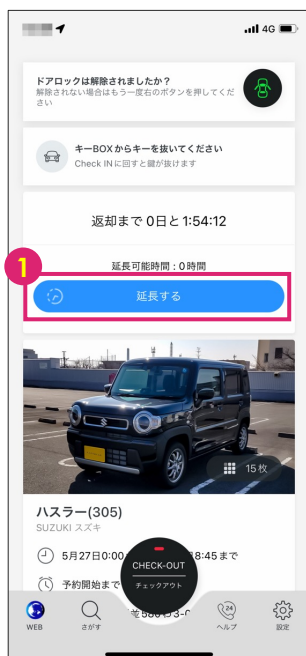 4G
ドアロックは解除されましたか？
解除されない場合はもう一度右のボタンを押してくだ
さい
キーBOXからキーを抜いてください
Check INに回すと鍵が抜けます
返却まで 0日と1:54:12
1
延長可能時間：0時間
延長する
15枚
ハスラー(305)
SUZUKI スズキ
5月27日0:00
8:45まで
CHECK-OUT
チェックアウト
予約開始まで
WEB
さがす
24
ヘルプ
設定